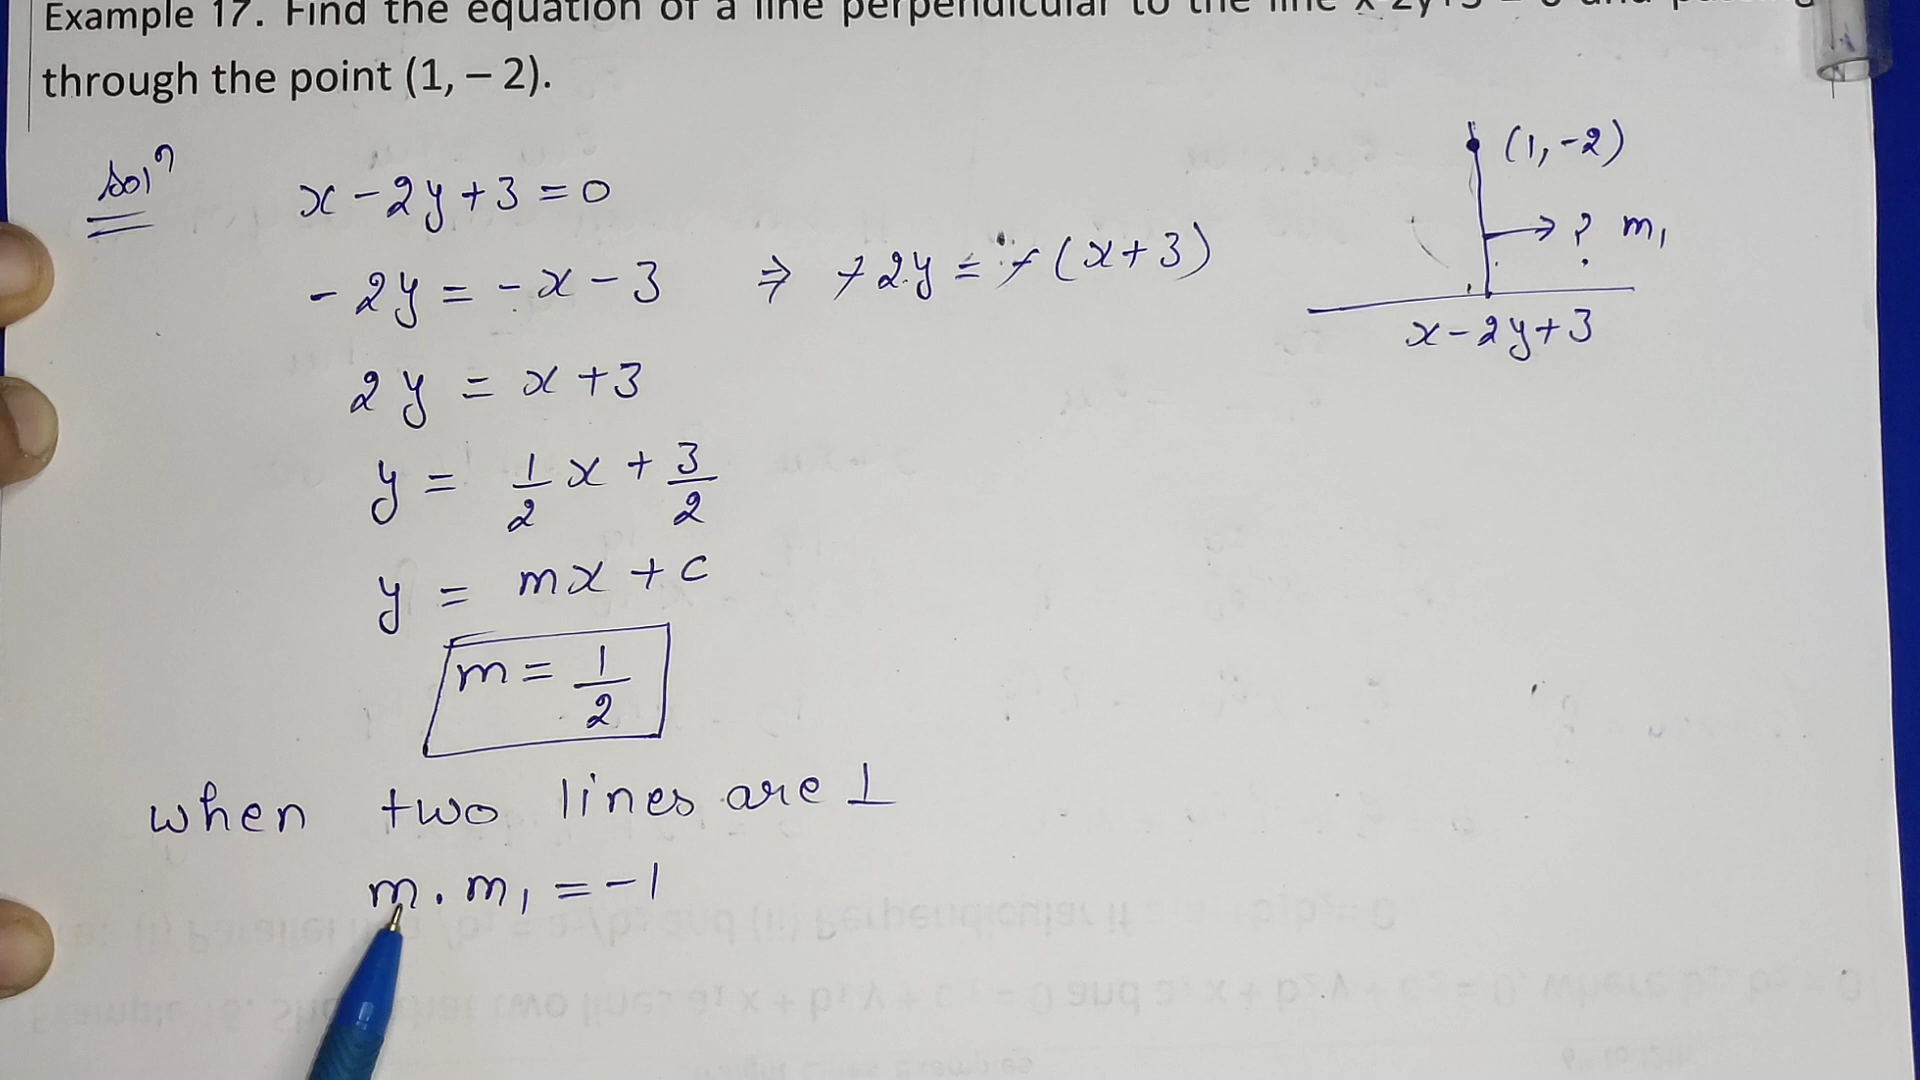 Example 17. Find the equation of a line perpendicular to the line x-2y+3 = 0 and passing
through the point (1, – 2).
Solⁿ
x - 2y + 3 = 0
- 2y = - x - 3 ⇒ - 2y = - (x + 3)
2y = x + 3
y = 1/2 x + 3/2
y = mx + c
m = 1/2
when two lines are ⊥
m . m₁ = -1
(1, -2)
→ ? m₁
x - 2y + 3